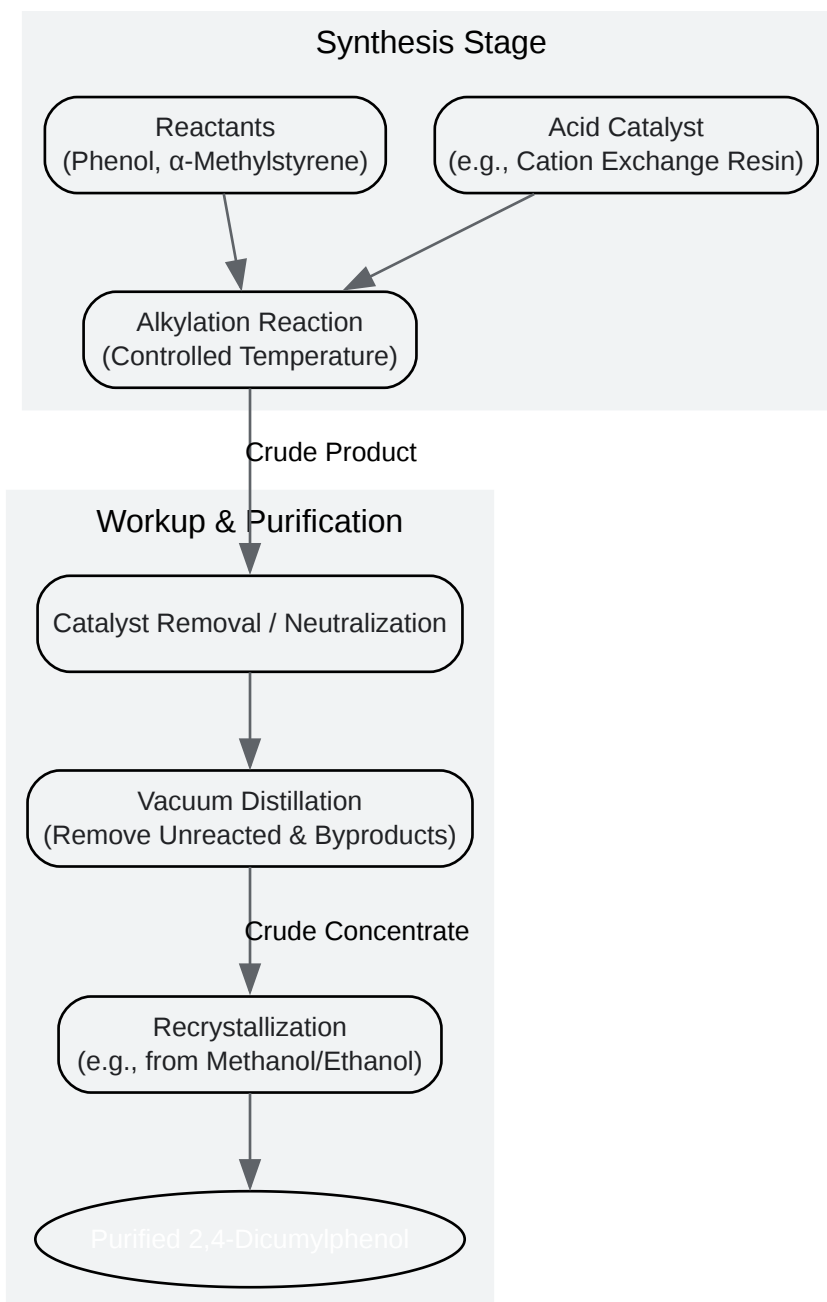 Synthesis Stage
Reactants
(Phenol, α-Methylstyrene)
Acid Catalyst
(e.g., Cation Exchange Resin)
Alkylation Reaction
(Controlled Temperature)
Crude Product
Workup & Purification
Catalyst Removal / Neutralization
Vacuum Distillation
(Remove Unreacted & Byproducts)
Crude Concentrate
Recrystallization
(e.g., from Methanol/Ethanol)
Purified 2,4-Dicumylphenol